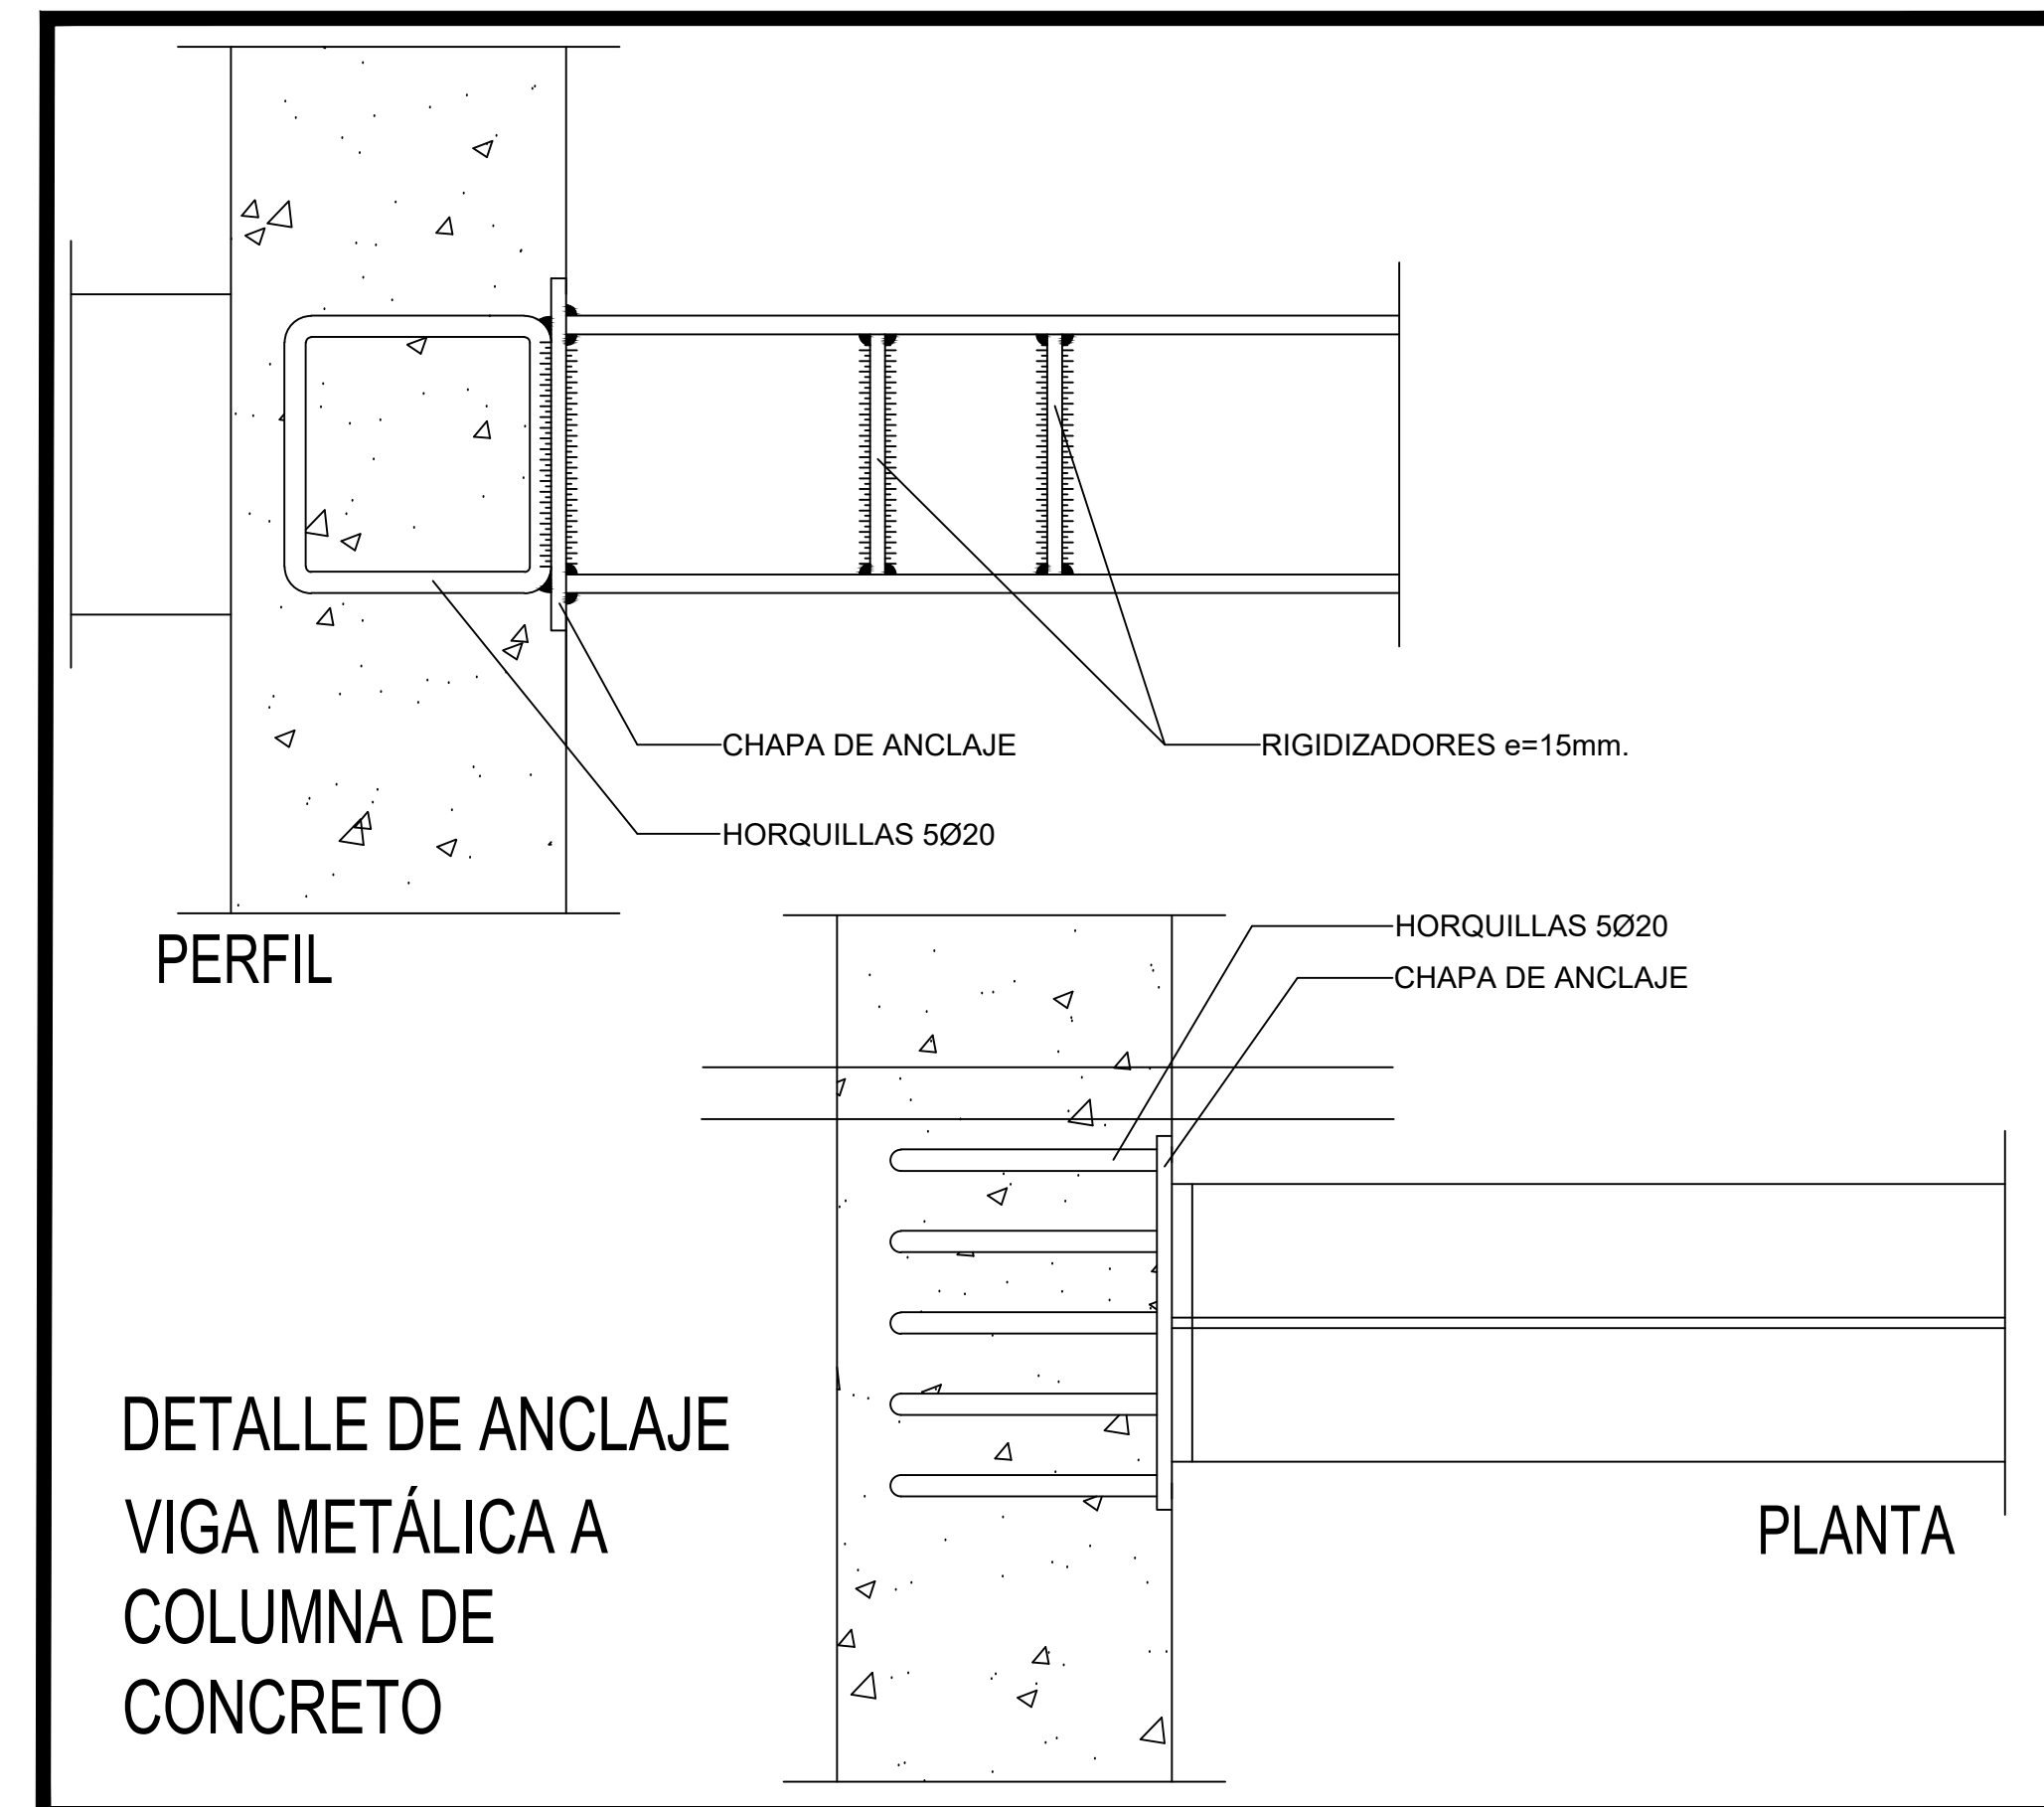 CHAPA DE ANCLAJE
RIGIDIZADORES e=15mm.
HORQUILLAS 5Ø20
PERFIL
HORQUILLAS 5Ø20
CHAPA DE ANCLAJE
DETALLE DE ANCLAJE
VIGA METÁLICA A
COLUMNA DE
CONCRETO
PLANTA